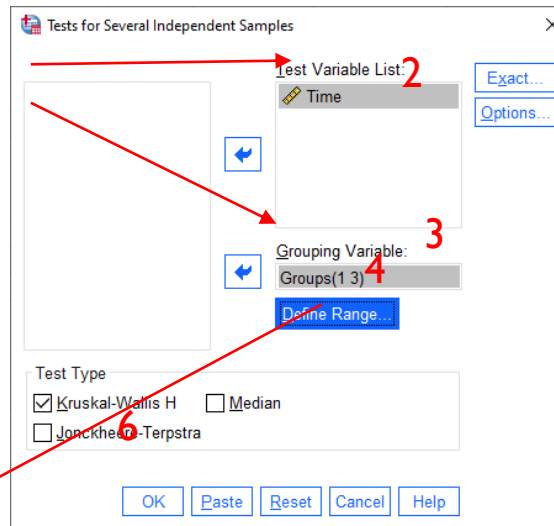 Tests for Several Independent Samples
Test Variable List:
2
Exact...
Time
Options...
3
Grouping Variable:
4
Groups(1 3)
Define Range...
Test Type
Kruskal-Wallis H
Median
6
Jonckheere-Terpstra
OK
Paste
Reset
Cancel
Help